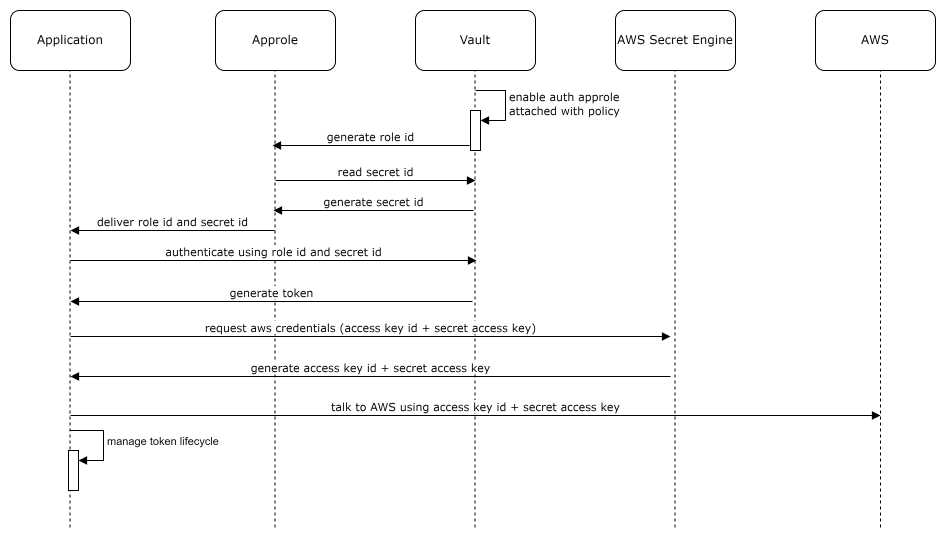 Application
Approle
Vault
AWS Secret Engine
AWS
enable auth approle
attached with policy
generate role id
read secret id
generate secret id
deliver role id and secret id
authenticate using role id and secret id
generate token
request aws credentials (access key id + secret access key)
generate access key id + secret access key
talk to AWS using access key id + secret access key
manage token lifecycle